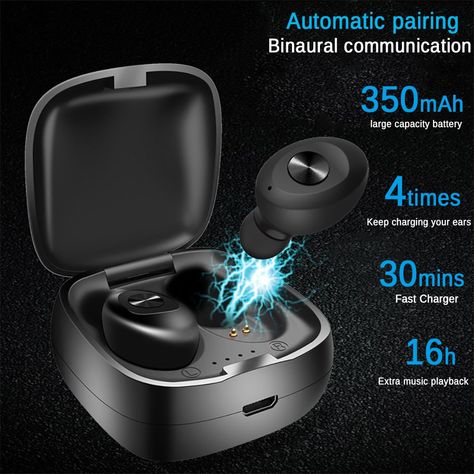 Automatic pairing
Binaural communication
350mAh
large capacity battery
4times
Keep charging your ears
30mins
Fast Charger
16h
Extra music playback
L
R